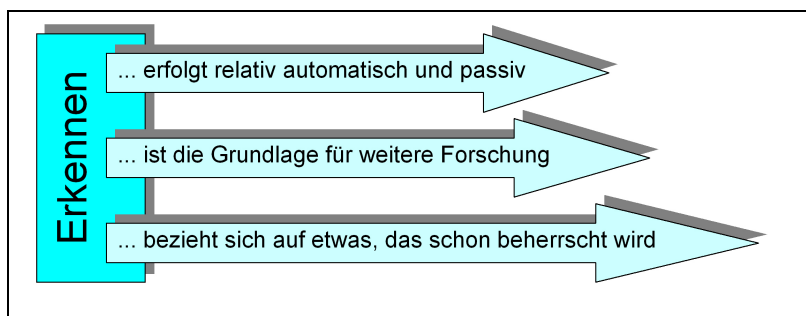 Erkennen
... erfolgt relativ automatisch und passiv
... ist die Grundlage für weitere Forschung
... bezieht sich auf etwas, das schon beherrscht wird